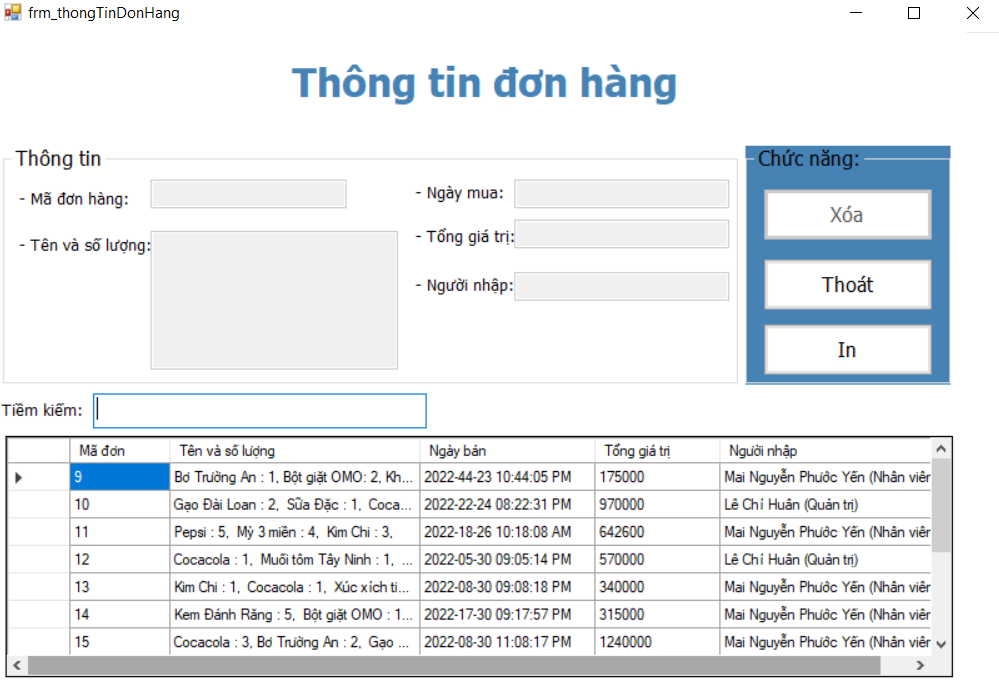 frm_thongTinDonHang
Thông tin đơn hàng
Thông tin
Chức năng:
- Mã đơn hàng:
- Ngày mua:
Xóa
- Tên và số lượng:
- Tổng giá trị:
- Người nhập:
Thoát
In
Tiềm kiếm:
Mã đơn Tên và số lượng Ngày bán Tổng giá trị Người nhập
9 Bơ Trường An : 1, Bột giặt OMO: 2, Kh... 2022-44-23 10:44:05 PM 175000 Mai Nguyễn Phước Yến (Nhân viên
10 Gạo Đài Loan : 2, Sữa Đặc : 1, Coca... 2022-22-24 08:22:31 PM 970000 Lê Chí Huân (Quản trị)
11 Pepsi : 5, Mỳ 3 miền : 4, Kim Chi : 3, 2022-18-26 10:18:08 AM 642600 Mai Nguyễn Phước Yến (Nhân viên
12 Cocacola : 1, Muối tôm Tây Ninh : 1, ... 2022-05-30 09:05:14 PM 570000 Lê Chí Huân (Quản trị)
13 Kim Chi : 1, Cocacola : 1, Xúc xích ti... 2022-08-30 09:08:18 PM 340000 Mai Nguyễn Phước Yến (Nhân viên
14 Kem Đánh Răng : 5, Bột giặt OMO : 1... 2022-17-30 09:17:57 PM 315000 Mai Nguyễn Phước Yến (Nhân viên
15 Cocacola : 3, Bơ Trường An : 2, Gạo ... 2022-08-30 11:08:17 PM 1240000 Mai Nguyễn Phước Yến (Nhân viên